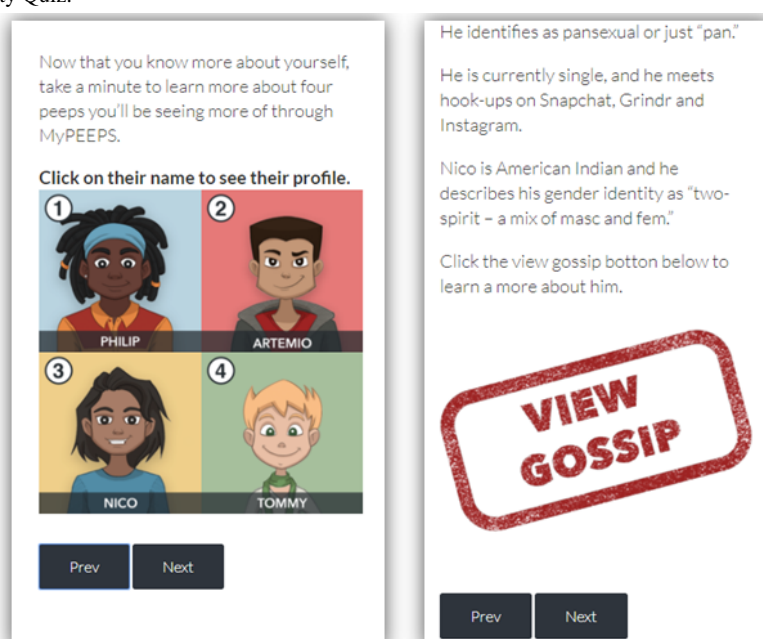 ty Quiz.
Now that you know more about yourself,
take a minute to learn more about four
peeps you'll be seeing more of through
MyPEEPS.
Click on their name to see their profile.
1
2
PHILIP
ARTEMIO
3
4
NICO
TOMMY
Prev
Next
He identifies as pansexual or just “pan.”
He is currently single, and he meets
hook-ups on Snapchat, Grindr and
Instagram.
Nico is American Indian and he
describes his gender identity as “two-
spirit – a mix of masc and fem.”
Click the view gossip botton below to
learn a more about him.
VIEW
GOSSIP
Prev
Next